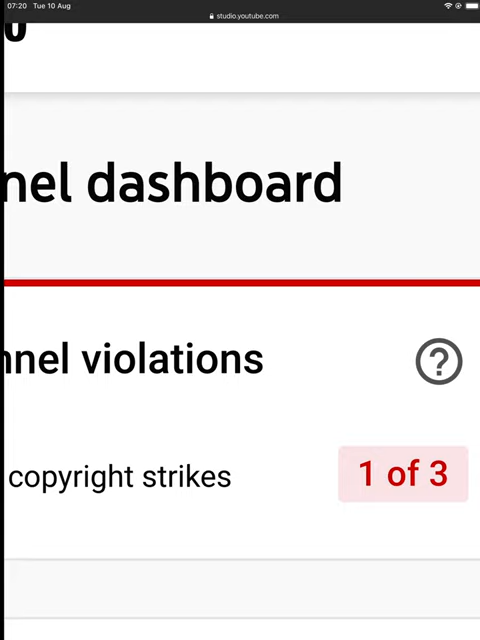 07:20 Tue 10 Aug
studio.youtube.com
nel dashboard
nnel violations
copyright strikes
1 of 3